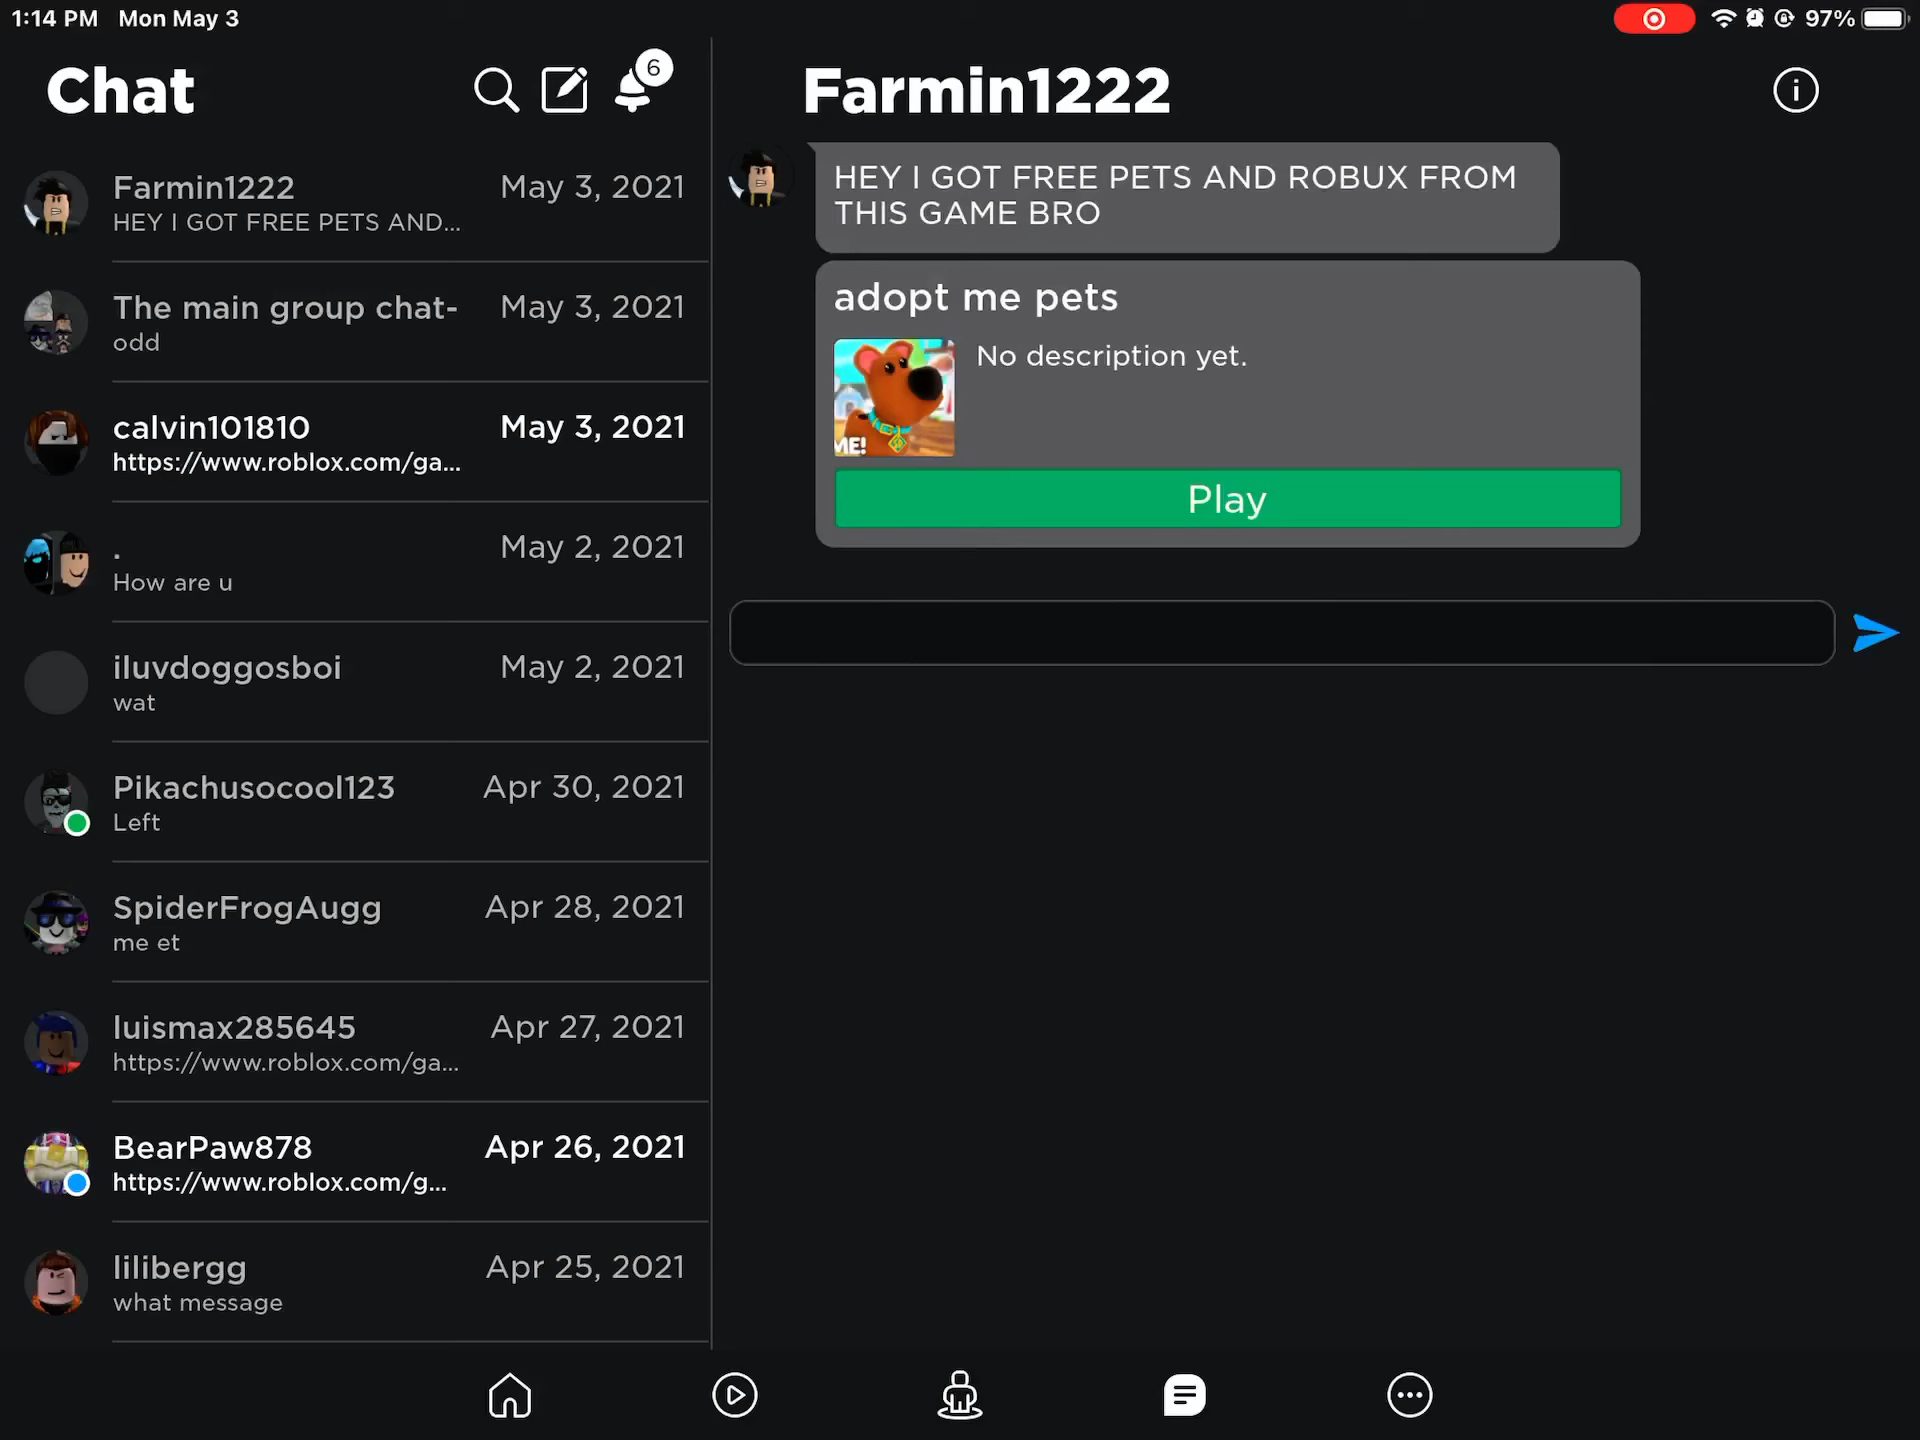 1:14 PM Mon May 3
97%
Chat
6
Farmin1222
May 3, 2021
HEY I GOT FREE PETS AND...
The main group chat-
May 3, 2021
odd
calvin101810
May 3, 2021
https://www.roblox.com/ga...
.
May 2, 2021
How are u
iluvdoggosboi
May 2, 2021
wat
Pikachusocool123
Apr 30, 2021
Left
SpiderFrogAugg
Apr 28, 2021
me et
luismax285645
Apr 27, 2021
https://www.roblox.com/ga...
BearPaw878
Apr 26, 2021
https://www.roblox.com/g...
lilibergg
Apr 25, 2021
what message
Farmin1222
HEY I GOT FREE PETS AND ROBUX FROM
THIS GAME BRO
adopt me pets
No description yet.
ME!
Play